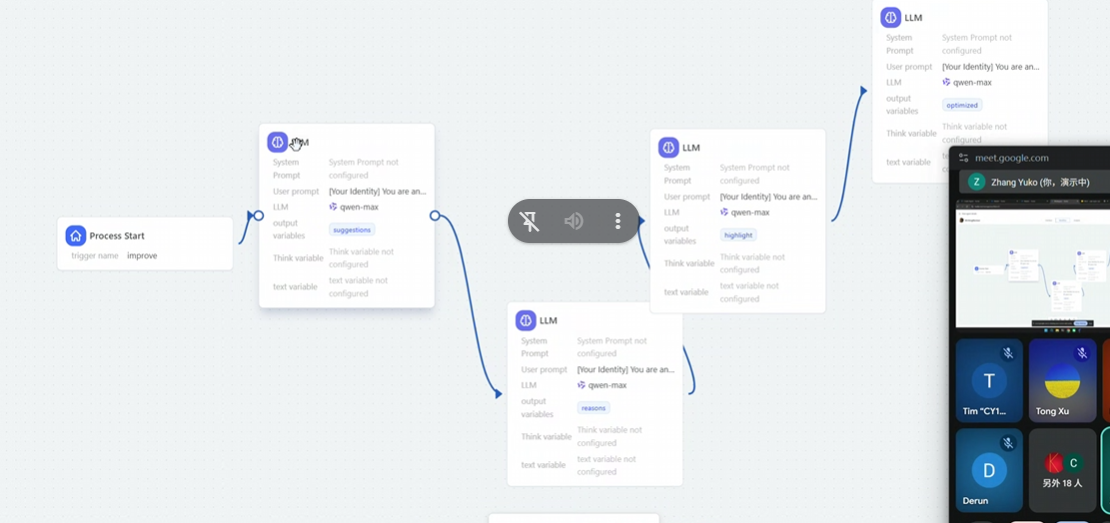 Process Start
trigger name improve
LLM
System Prompt
System Prompt not configured
User prompt [Your Identity] You are an...
LLM qwen-max
output variables suggestions
Think variable
Think variable not configured
text variable
text variable not configured
LLM
System Prompt
System Prompt not configured
User prompt [Your Identity] You are an...
LLM qwen-max
output variables reasons
Think variable
Think variable not configured
text variable
text variable not configured
LLM
System Prompt
System Prompt not configured
User prompt [Your Identity] You are an...
LLM qwen-max
output variables highlight
Think variable
Think variable not configured
text variable
text variable not configured
LLM
System Prompt
System Prompt not configured
User prompt [Your Identity] You are an...
LLM qwen-max
output variables optimized
Think variable
Think variable not configured
text variable
meet.google.com
Z Zhang Yuko (你，演示中)
T
Tim "CY1...
Tong Xu
D
Derun
K C
另外 18 人